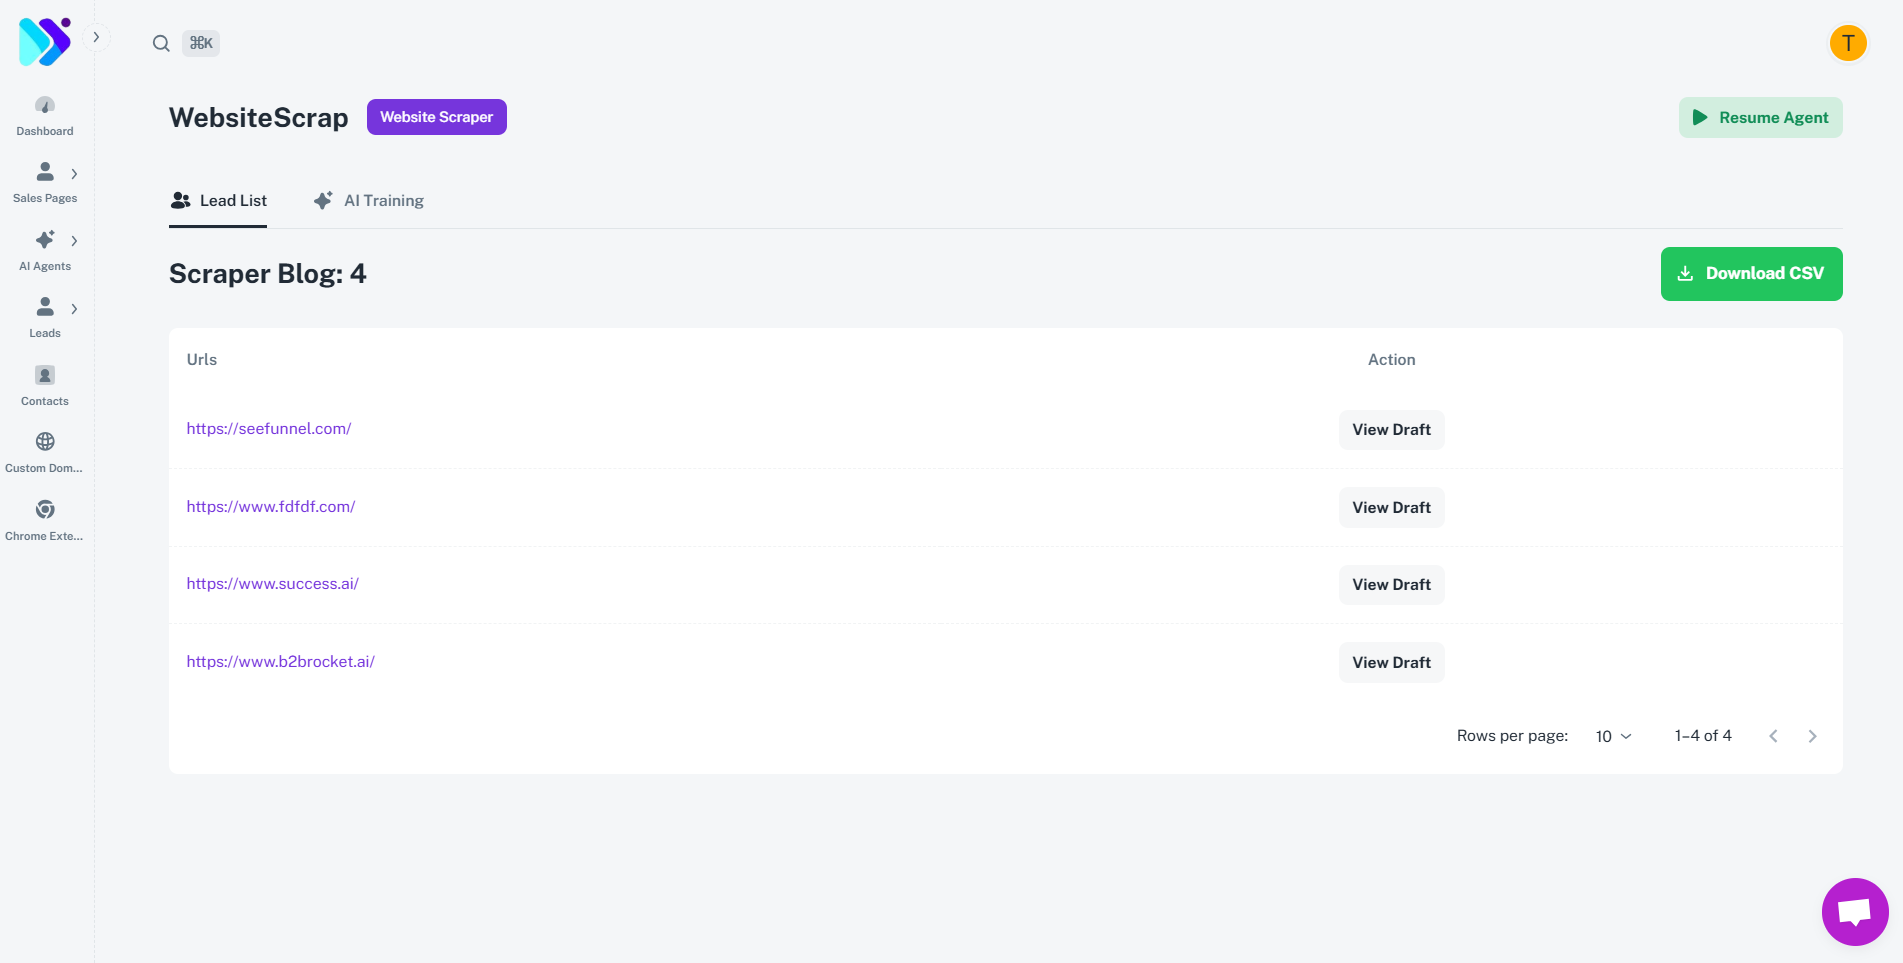 ⌘K
T
WebsiteScrap
Website Scraper
Resume Agent
Dashboard
Sales Pages
AI Agents
Leads
Contacts
Custom Dom...
Chrome Exte...
Lead List
AI Training
Scraper Blog: 4
Download CSV
Urls Action
https://seefunnel.com/ View Draft
https://www.fdfdf.com/ View Draft
https://www.success.ai/ View Draft
https://www.b2brocket.ai/ View Draft
Rows per page: 10 1–4 of 4